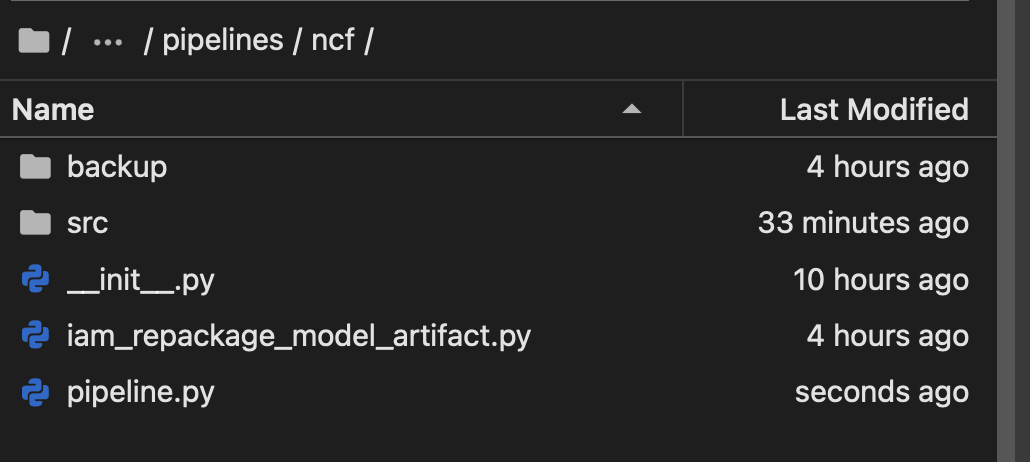 / ... / pipelines / ncf /
Name Last Modified
backup 4 hours ago
src 33 minutes ago
__init__.py 10 hours ago
iam_repackage_model_artifact.py 4 hours ago
pipeline.py seconds ago